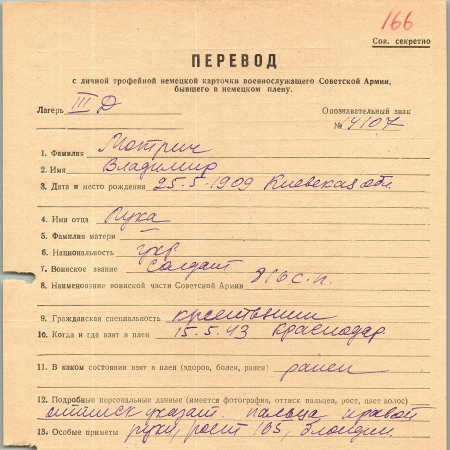 166
Сов. секретно
ПЕРЕВОД
с личной трофейной немецкой карточки военнослужащего Советской Армии,
бывшего в немецком плену.
Лагерь III Д Опознавательный знак
№ 14107
1. Фамилия Мотрич
2. Имя Владимир
3. Дата и место рождения 25.5.1909 Киевская обл.
4. Имя отца Лука
5. Фамилия матери —
6. Национальность укр.
7. Воинское звание солдат
8. Наименование воинской части Советской Армии 816 с.п.
9. Гражданская специальность крестьянин
10. Когда и где взят в плен 15.5.43 Краснодар
11. В каком состоянии взят в плен (здоров, болен, ранен) ранен
12. Подробные персональные данные (имеется фотография, оттиск пальцев, рост, цвет волос)
оттиск указат. пальца правой
13. Особые приметы руки, рост 165, блондин.